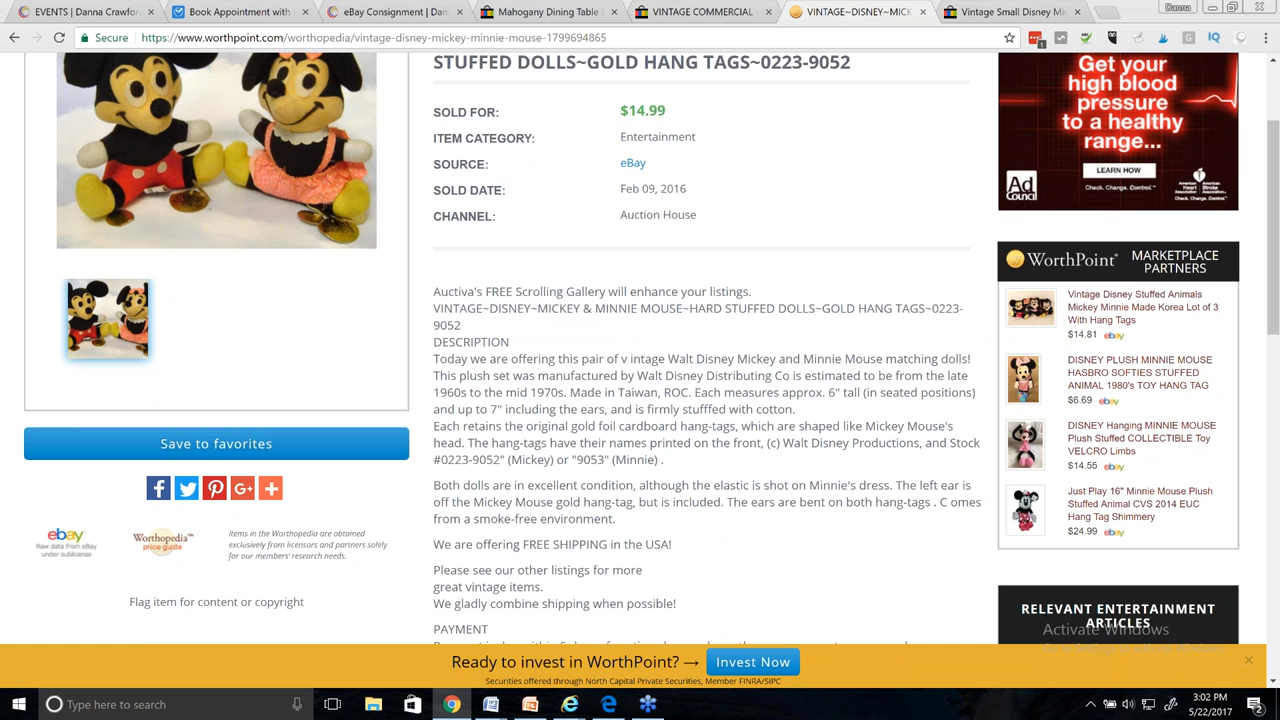 EVENTS | Danna C
Book Appointment with
eBay Consignment | Dan
Mahogany Dining Table
VINTAGE COMMERCIAL
VINTAGE~DISNEY~MICK
Vintage Small Disney Mi
Danna
Secure
https://www.worthpoint.com/worthopedia/vintage-disney-mickey-minnie-mouse-1799694865
STUFFED DOLLS~GOLD HANG TAGS~0223-9052
SOLD FOR: $14.99
ITEM CATEGORY: Entertainment
SOURCE: eBay
SOLD DATE: Feb 09, 2016
CHANNEL: Auction House
Auctiva's FREE Scrolling Gallery will enhance your listings.
VINTAGE~DISNEY~MICKEY & MINNIE MOUSE~HARD STUFFED DOLLS~GOLD HANG TAGS~0223-
9052
DESCRIPTION
Today we are offering this pair of v intage Walt Disney Mickey and Minnie Mouse matching dolls!
This plush set was manufactured by Walt Disney Distributing Co is estimated to be from the late
1960s to the mid 1970s. Made in Taiwan, ROC. Each measures approx. 6" tall (in seated positions)
and up to 7" including the ears, and is firmly stufffed with cotton.
Each retains the original gold foil cardboard hang-tags, which are shaped like Mickey Mouse's
head. The hang-tags have their names printed on the front, (c) Walt Disney Productions, and Stock
#0223-9052" (Mickey) or "9053" (Minnie) .
Both dolls are in excellent condition, although the elastic is shot on Minnie's dress. The left ear is
off the Mickey Mouse gold hang-tag, but is included. The ears are bent on both hang-tags . C omes
from a smoke-free environment.
We are offering FREE SHIPPING in the USA!
Please see our other listings for more
great vintage items.
We gladly combine shipping when possible!
PAYMENT
Save to favorites
ebay
Raw data from eBay
under sublicense
Worthopedia™
price guide
Items in the Worthopedia are obtained
exclusively from licensors and partners solely
for our members' research needs.
Flag item for content or copyright
Get your
high blood
pressure
to a healthy
range...
LEARN NOW
Ad
Council
American
Heart
Association
American
Stroke
Association
Check. Change. Control.™
WorthPoint
MARKETPLACE
PARTNERS
Vintage Disney Stuffed Animals
Mickey Minnie Made Korea Lot of 3
With Hang Tags
$14.81 ebay
DISNEY PLUSH MINNIE MOUSE
HASBRO SOFTIES STUFFED
ANIMAL 1980's TOY HANG TAG
$6.69 ebay
DISNEY Hanging MINNIE MOUSE
Plush Stuffed COLLECTIBLE Toy
VELCRO Limbs
$14.55 ebay
Just Play 16" Minnie Mouse Plush
Stuffed Animal CVS 2014 EUC
Hang Tag Shimmery
$24.99 ebay
RELEVANT ENTERTAINMENT
ARTICLES
Activate Windows
Ready to invest in WorthPoint? → Invest Now
Securities offered through North Capital Private Securities, Member FINRA/SIPC
Type here to search
3:02 PM
5/22/2017